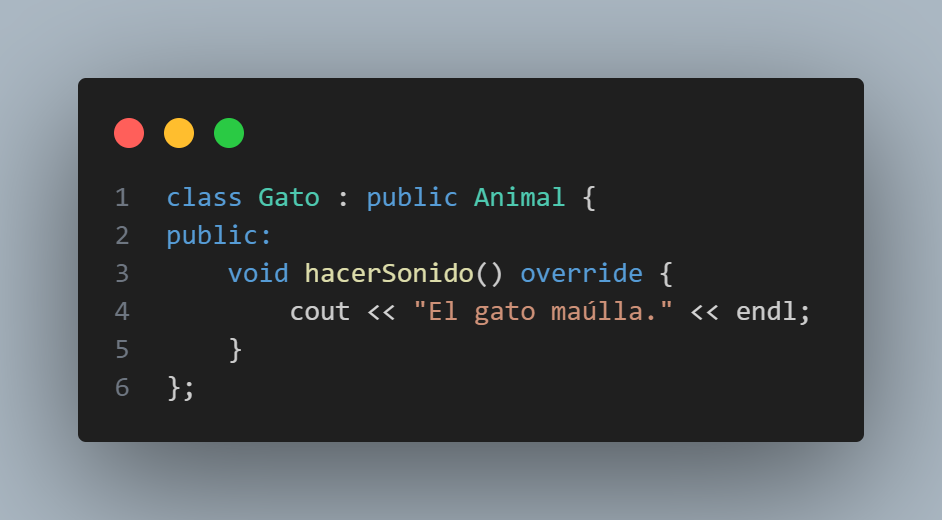 1 class Gato : public Animal {
2 public:
3     void hacerSonido() override {
4         cout << "El gato maúlla." << endl;
5     }
6 };